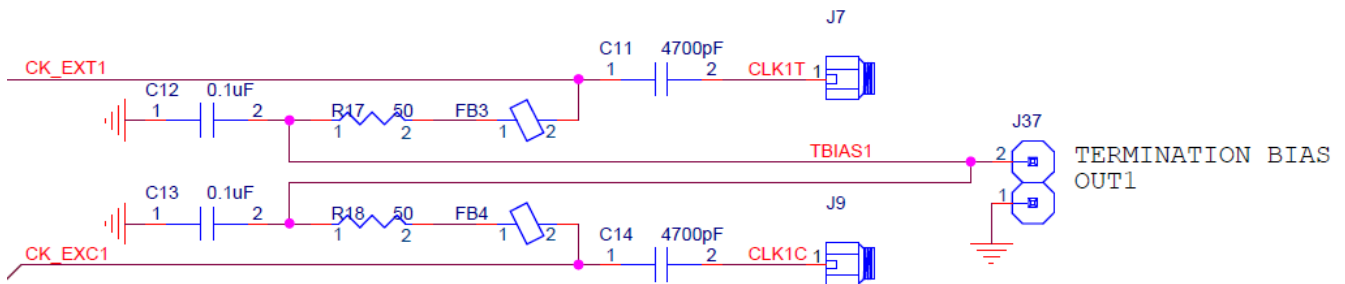 J7
C11 4700pF
CK_EXT1 1 2 CLK1T 1
C12 0.1uF
1 2 R17 50 FB3
1 2 1 2
J37
TBIAS1 2 TERMINATION BIAS
OUT1
C13 0.1uF 1
1 2 R18 50 FB4 J9
1 2 1 2 C14 4700pF
CK_EXC1 1 2 CLK1C 1